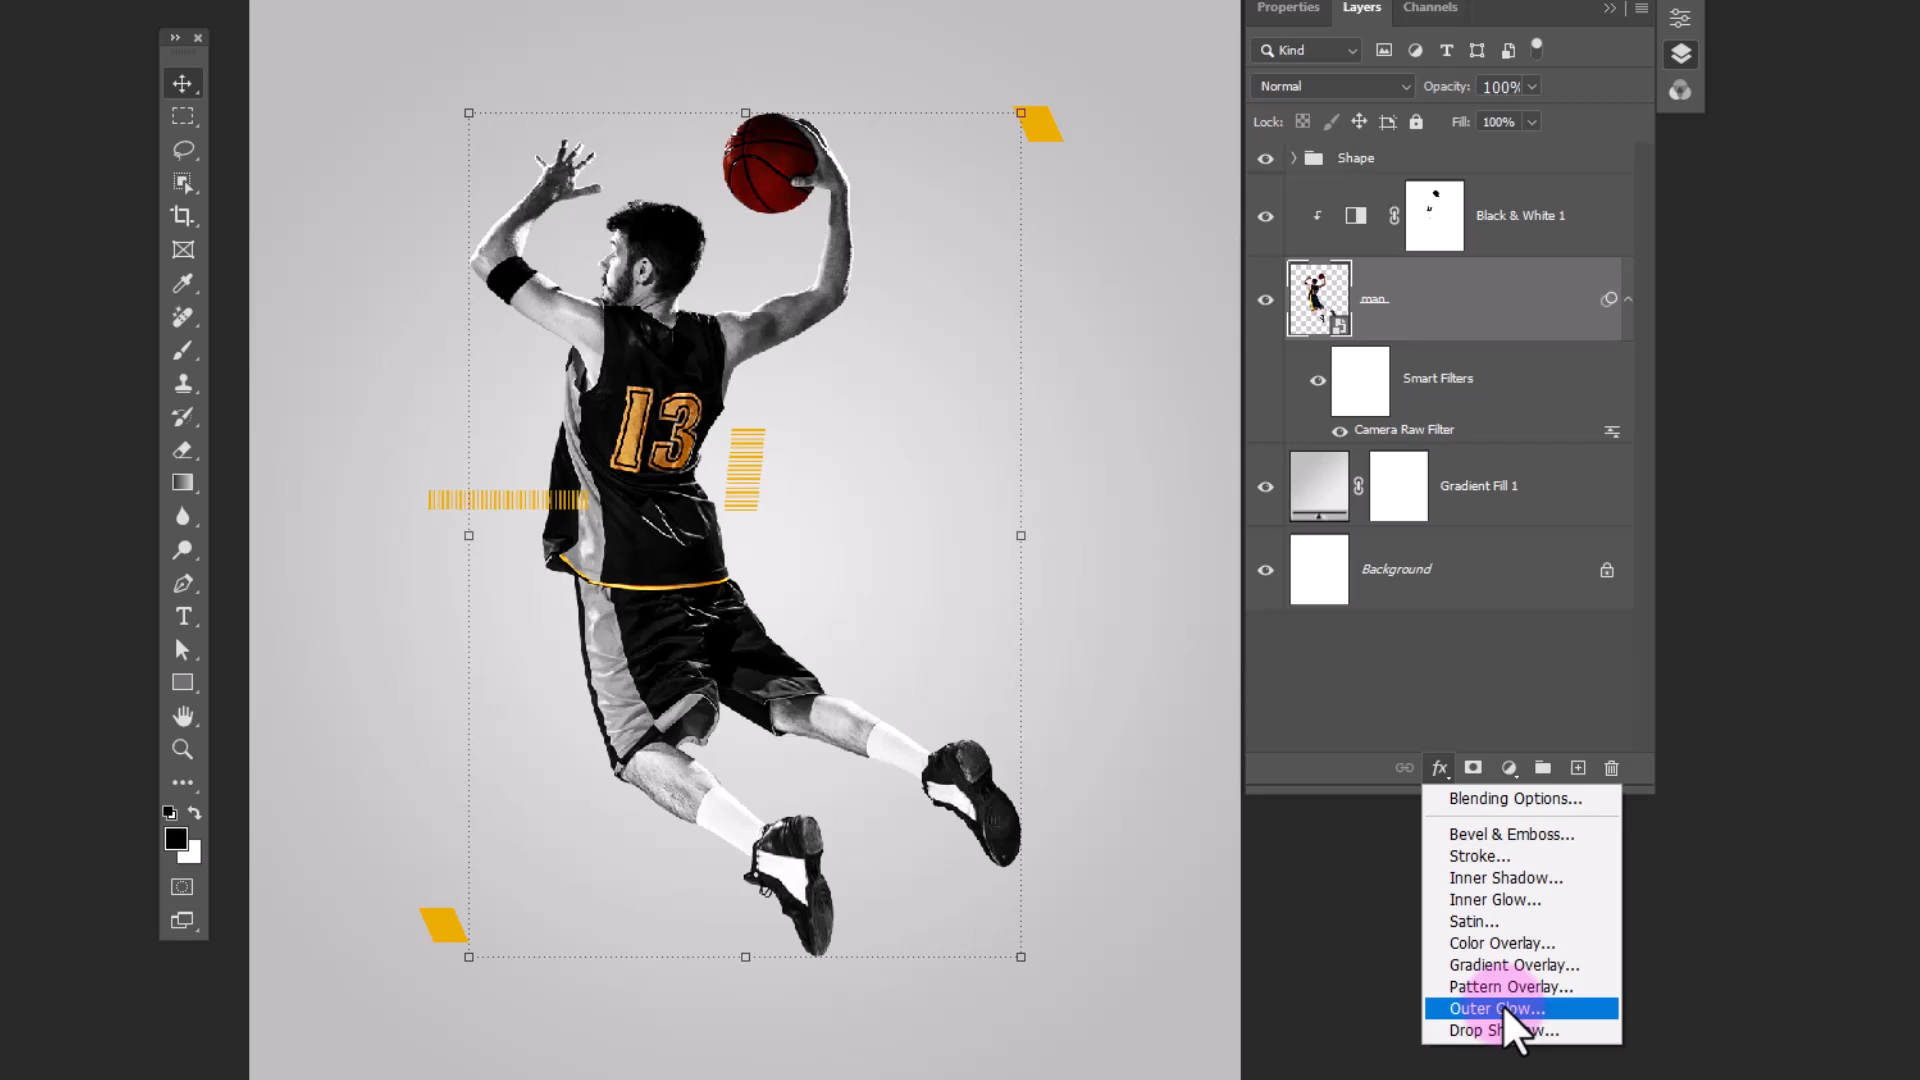 Properties
Layers
Channels
Kind
Normal
Opacity:
100%
Lock:
Fill:
100%
Shape
Black & White 1
man
Smart Filters
Camera Raw Filter
Gradient Fill 1
Background
fx
Blending Options...
Bevel & Emboss...
Stroke...
Inner Shadow...
Inner Glow...
Satin...
Color Overlay...
Gradient Overlay...
Pattern Overlay...
Outer Glow...
Drop Shadow...
13